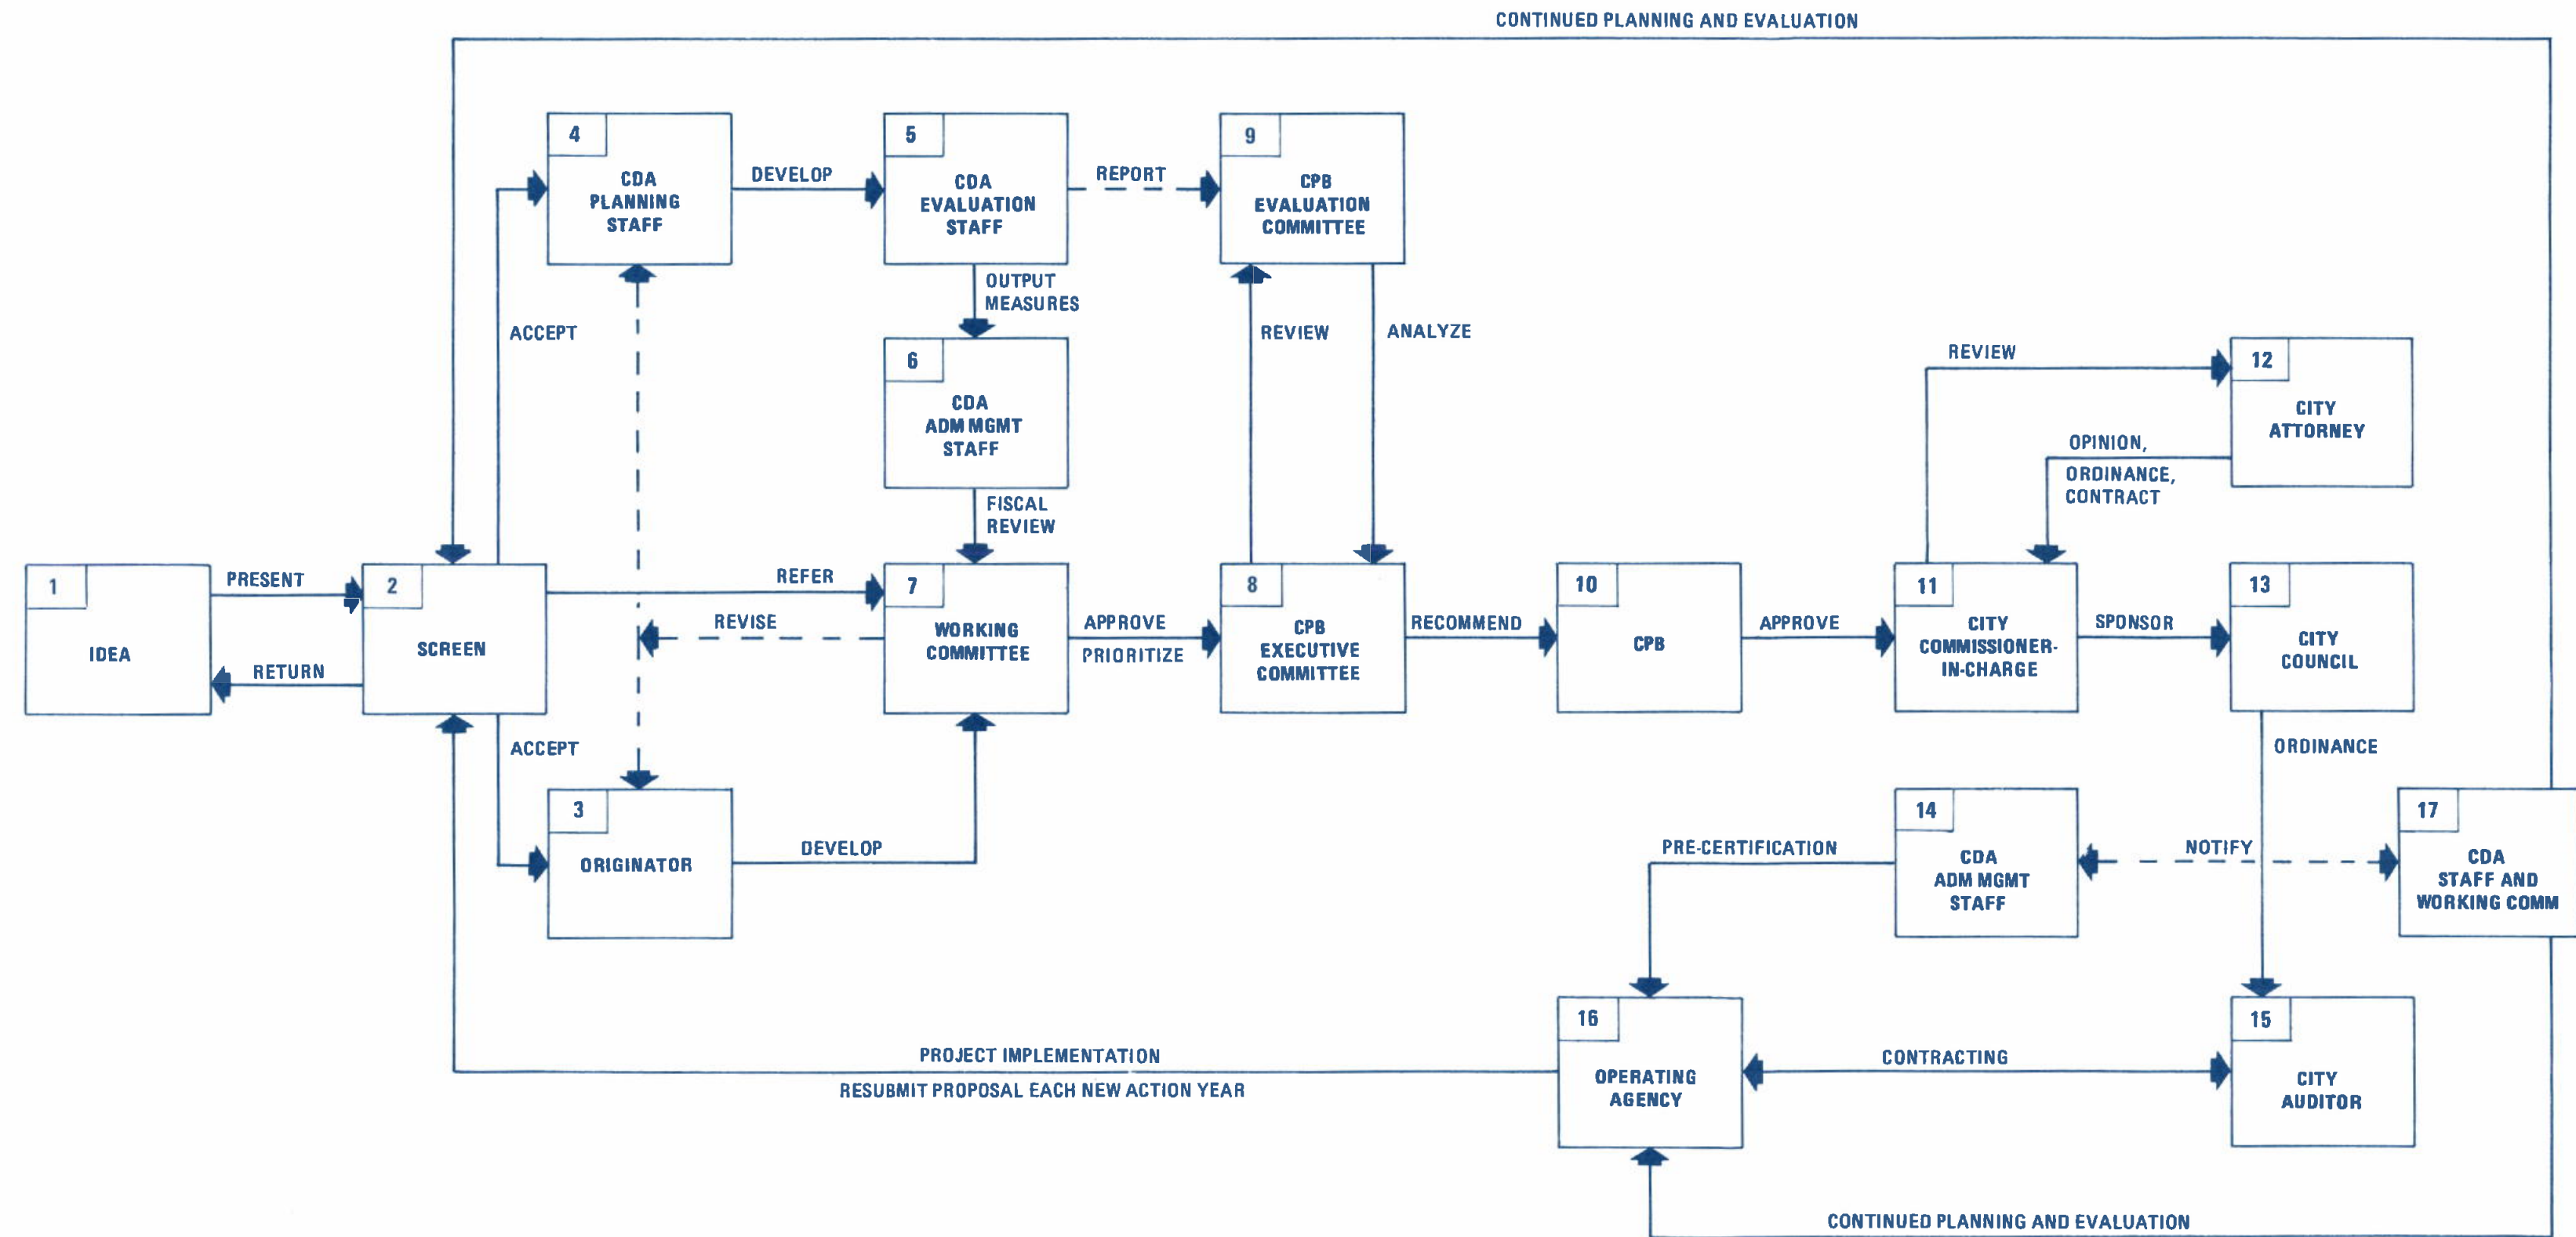 CONTINUED PLANNING AND EVALUATION
4
CDA
PLANNING
STAFF
DEVELOP
5
CDA
EVALUATION
STAFF
REPORT
9
CPB
EVALUATION
COMMITTEE
OUTPUT
MEASURES
ACCEPT
REVIEW
ANALYZE
6
CDA
ADM MGMT
STAFF
FISCAL
REVIEW
REVIEW
12
CITY
ATTORNEY
OPINION,
ORDINANCE,
CONTRACT
1
IDEA
PRESENT
RETURN
2
SCREEN
REFER
REVISE
7
WORKING
COMMITTEE
APPROVE
PRIORITIZE
8
CPB
EXECUTIVE
COMMITTEE
RECOMMEND
10
CPB
APPROVE
11
CITY
COMMISSIONER-
IN-CHARGE
SPONSOR
13
CITY
COUNCIL
ACCEPT
ORDINANCE
3
ORIGINATOR
DEVELOP
PRE-CERTIFICATION
14
CDA
ADM MGMT
STAFF
NOTIFY
17
CDA
STAFF AND
WORKING COMM
PROJECT IMPLEMENTATION
RESUBMIT PROPOSAL EACH NEW ACTION YEAR
16
OPERATING
AGENCY
CONTRACTING
15
CITY
AUDITOR
CONTINUED PLANNING AND EVALUATION